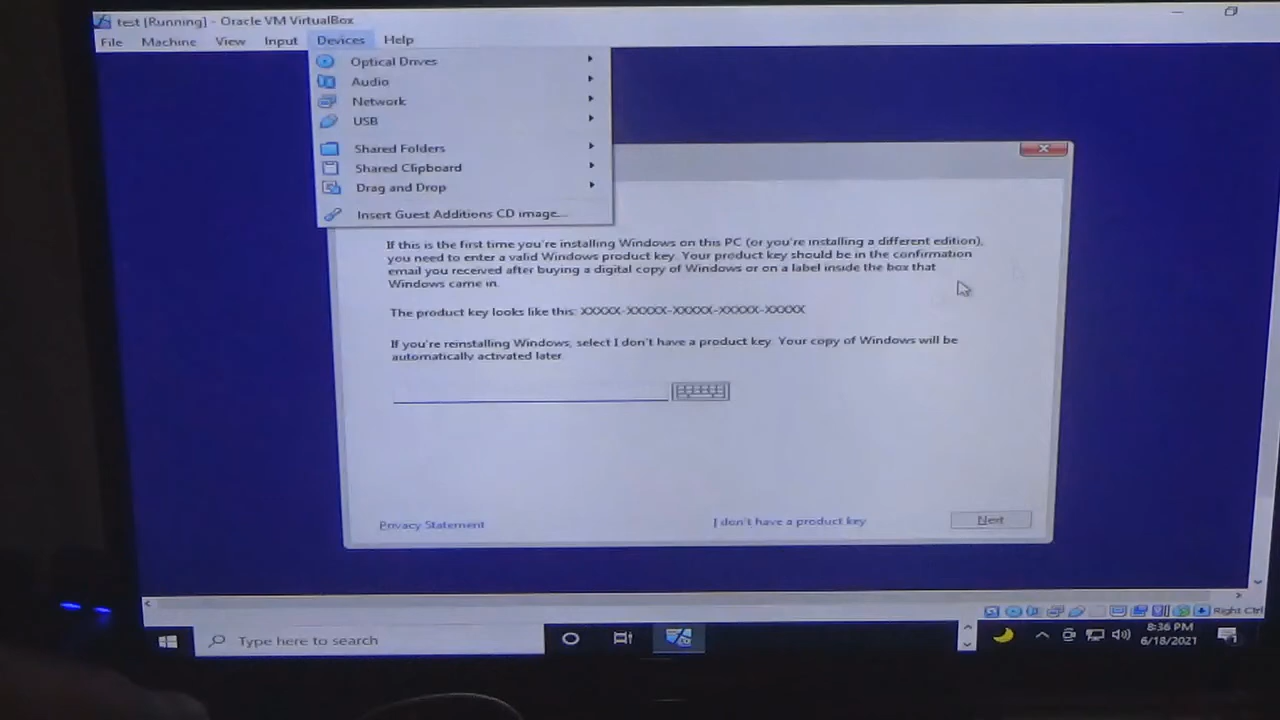 test [Running] - Oracle VM VirtualBox
File Machine View Input Devices Help
Optical Drives
Audio
Network
USB
Shared Folders
Shared Clipboard
Drag and Drop
Insert Guest Additions CD image...
If this is the first time you're installing Windows on this PC (or you're installing a different edition),
you need to enter a valid Windows product key. Your product key should be in the confirmation
email you received after buying a digital copy of Windows or on a label inside the box that
Windows came in.
The product key looks like this: XXXXX-XXXXX-XXXXX-XXXXX-XXXXX
If you're reinstalling Windows, select I don't have a product key. Your copy of Windows will be
automatically activated later.
Privacy Statement
I don't have a product key
Next
Right Ctrl
Type here to search
8:36 PM
6/18/2021